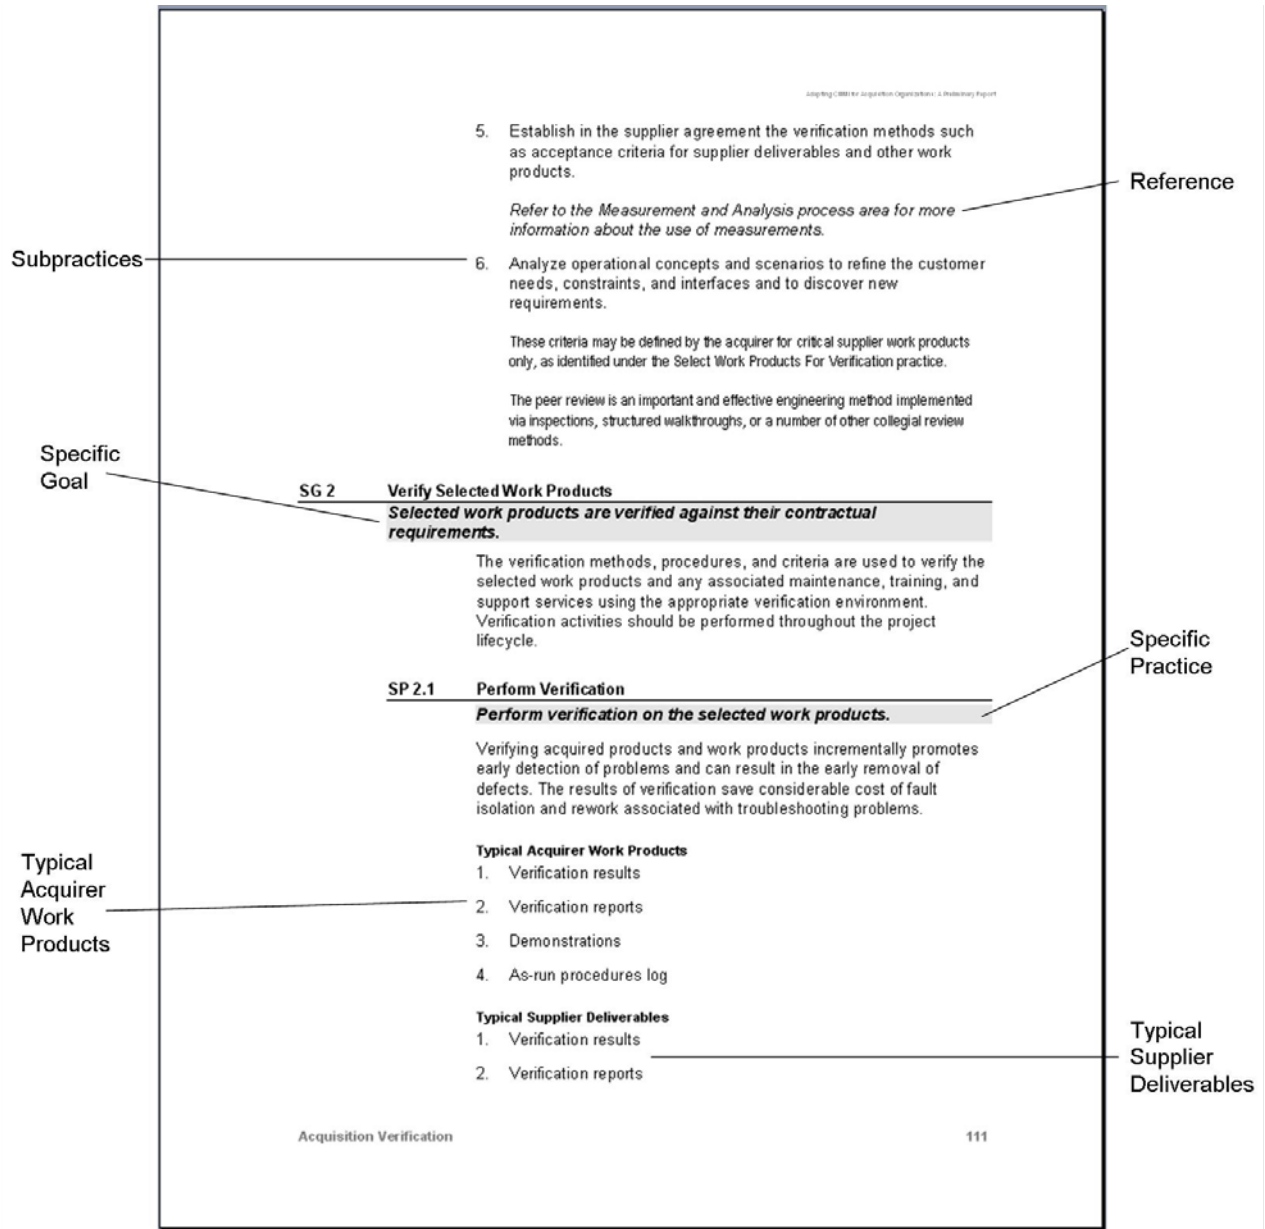 Adapting CMMI for Acquisition Organizations: A Preliminary Report
5. Establish in the supplier agreement the verification methods such
as acceptance criteria for supplier deliverables and other work
products.
Reference
Refer to the Measurement and Analysis process area for more
information about the use of measurements.
Subpractices
6. Analyze operational concepts and scenarios to refine the customer
needs, constraints, and interfaces and to discover new
requirements.
These criteria may be defined by the acquirer for critical supplier work products
only, as identified under the Select Work Products For Verification practice.
The peer review is an important and effective engineering method implemented
via inspections, structured walkthroughs, or a number of other collegial review
methods.
Specific
Goal
SG 2 Verify Selected Work Products
Selected work products are verified against their contractual
requirements.
The verification methods, procedures, and criteria are used to verify the
selected work products and any associated maintenance, training, and
support services using the appropriate verification environment.
Verification activities should be performed throughout the project
lifecycle.
Specific
Practice
SP 2.1 Perform Verification
Perform verification on the selected work products.
Verifying acquired products and work products incrementally promotes
early detection of problems and can result in the early removal of
defects. The results of verification save considerable cost of fault
isolation and rework associated with troubleshooting problems.
Typical
Acquirer
Work
Products
Typical Acquirer Work Products
1. Verification results
2. Verification reports
3. Demonstrations
4. As-run procedures log
Typical Supplier Deliverables
1. Verification results
2. Verification reports
Typical
Supplier
Deliverables
Acquisition Verification 111